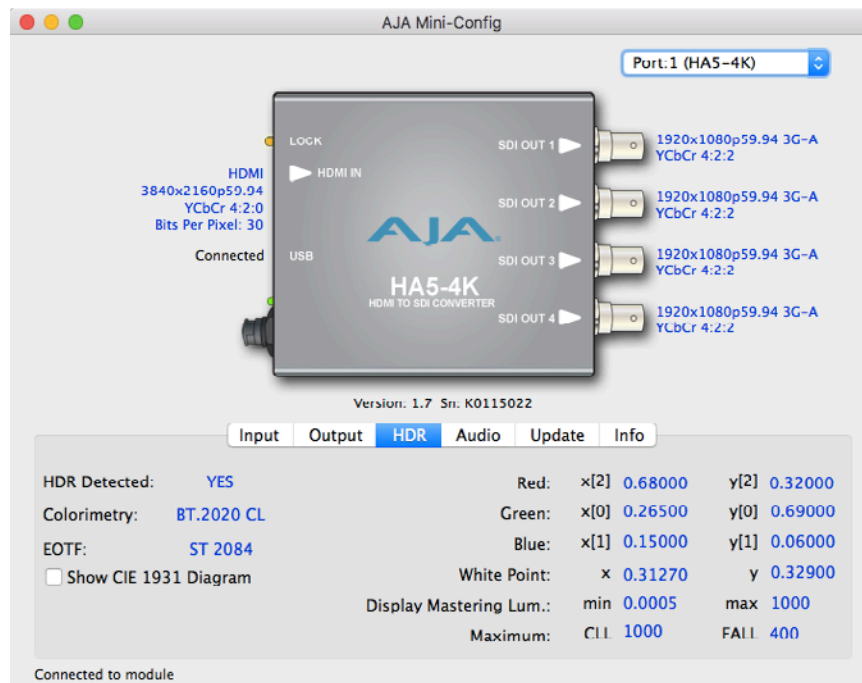 AJA Mini-Config
Port:1 (HA5-4K)
LOCK
HDMI IN
HDMI
3840x2160p59.94
YCbCr 4:2:0
Bits Per Pixel: 30
Connected
USB
AJA
HA5-4K
HDMI TO SDI CONVERTER
SDI OUT 1
1920x1080p59.94 3G-A
YCbCr 4:2:2
SDI OUT 2
1920x1080p59.94 3G-A
YCbCr 4:2:2
SDI OUT 3
1920x1080p59.94 3G-A
YCbCr 4:2:2
SDI OUT 4
1920x1080p59.94 3G-A
YCbCr 4:2:2
Version: 1.7 Sn: K0115022
Input Output HDR Audio Update Info
HDR Detected: YES
Colorimetry: BT.2020 CL
EOTF: ST 2084
Show CIE 1931 Diagram
Red: x[2] 0.68000 y[2] 0.32000
Green: x[0] 0.26500 y[0] 0.69000
Blue: x[1] 0.15000 y[1] 0.06000
White Point: x 0.31270 y 0.32900
Display Mastering Lum.: min 0.0005 max 1000
Maximum: CLL 1000 FALL 400
Connected to module